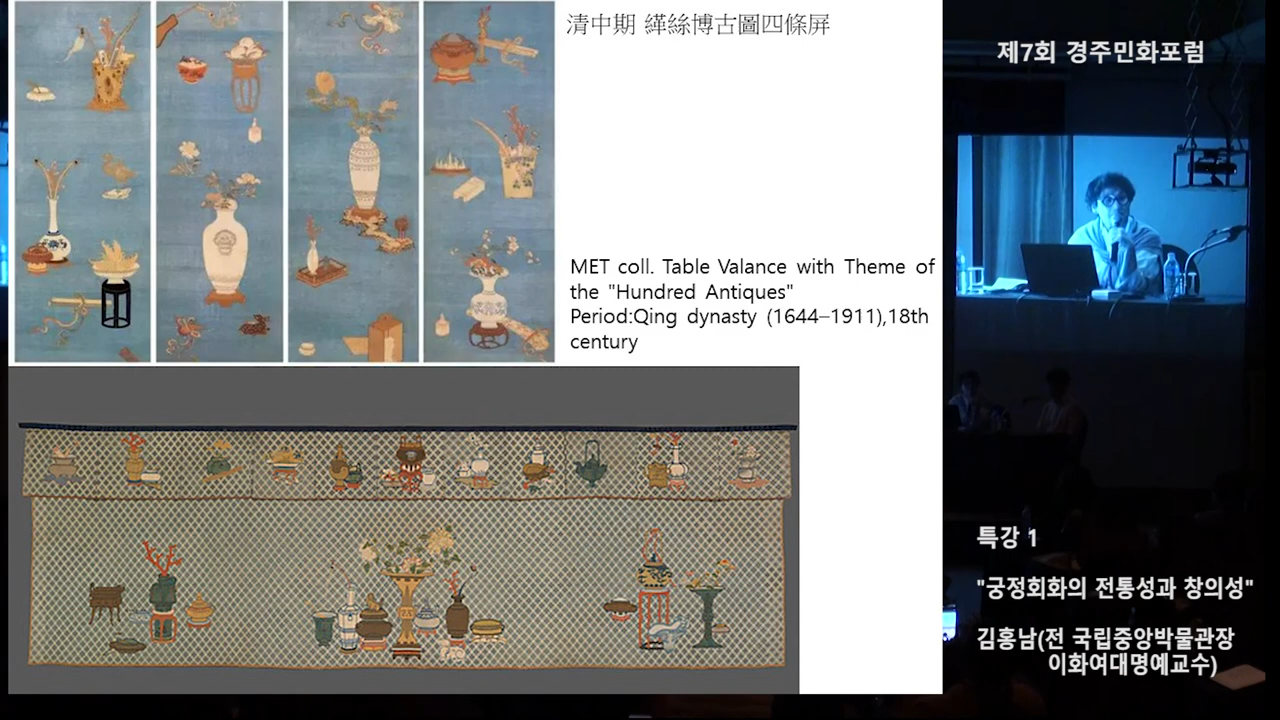 清中期 緙絲博古圖四條屏
MET coll. Table Valance with Theme of
the "Hundred Antiques"
Period:Qing dynasty (1644–1911),18th
century
제7회 경주민화포럼
특강 1
"궁정회화의 전통성과 창의성"
김홍남(전 국립중앙박물관장
이화여대명예교수)